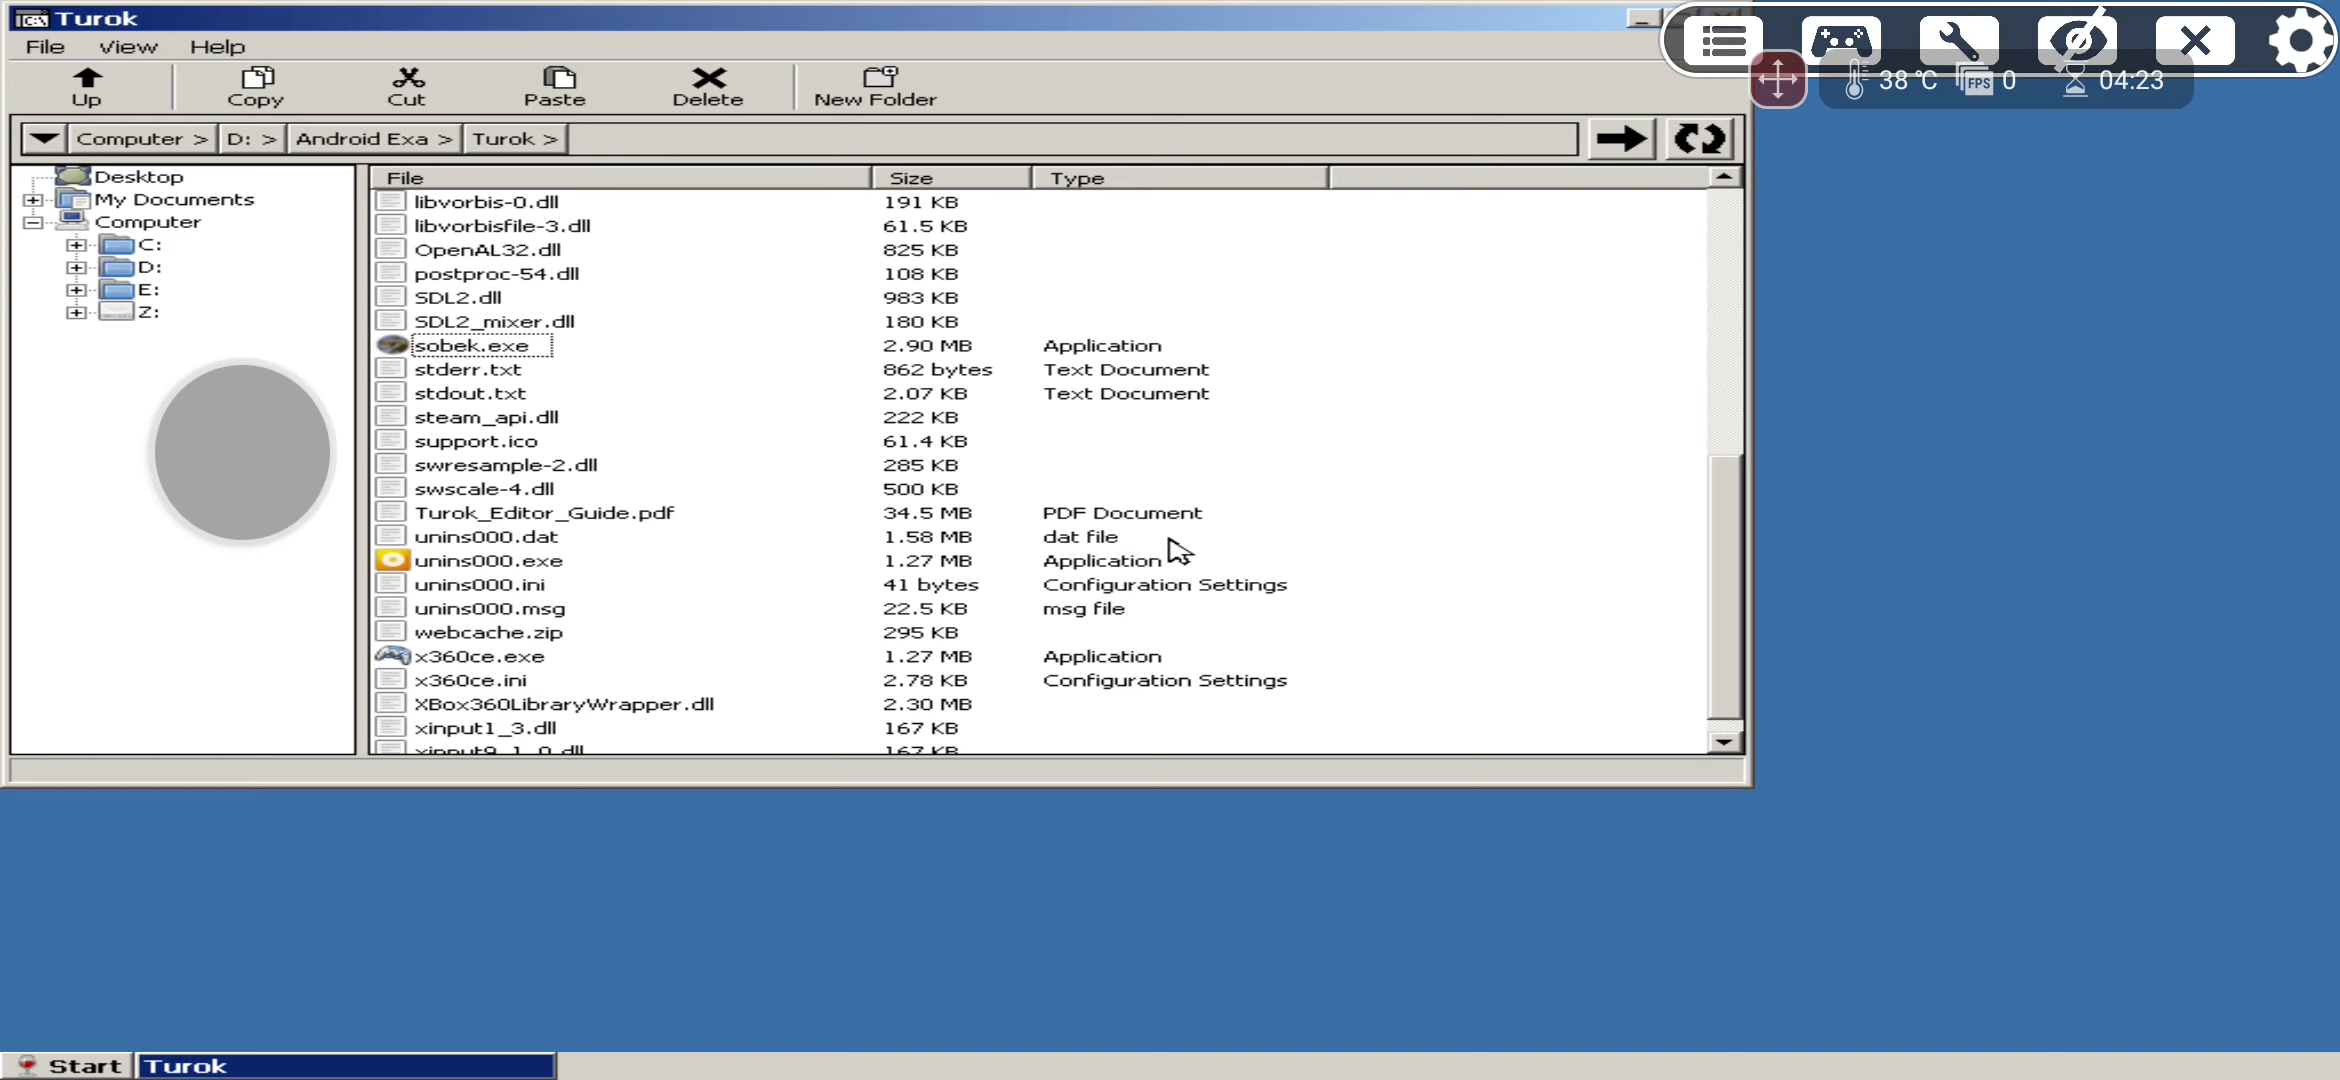 Turok
File View Help
Up Copy Cut Paste Delete New Folder
38 °C FPS 0 04:23
Computer > D: > Android Exa > Turok >
Desktop
My Documents
Computer
C:
D:
E:
Z:
File Size Type
libvorbis-0.dll 191 KB
libvorbisfile-3.dll 61.5 KB
OpenAL32.dll 825 KB
postproc-54.dll 108 KB
SDL2.dll 983 KB
SDL2_mixer.dll 180 KB
sobek.exe 2.90 MB Application
stderr.txt 862 bytes Text Document
stdout.txt 2.07 KB Text Document
steam_api.dll 222 KB
support.ico 61.4 KB
swresample-2.dll 285 KB
swscale-4.dll 500 KB
Turok_Editor_Guide.pdf 34.5 MB PDF Document
unins000.dat 1.58 MB dat file
unins000.exe 1.27 MB Application
unins000.ini 41 bytes Configuration Settings
unins000.msg 22.5 KB msg file
webcache.zip 295 KB
x360ce.exe 1.27 MB Application
x360ce.ini 2.78 KB Configuration Settings
XBox360LibraryWrapper.dll 2.30 MB
xinput1_3.dll 167 KB
xinput9_1_0.dll 167 KB
Start Turok